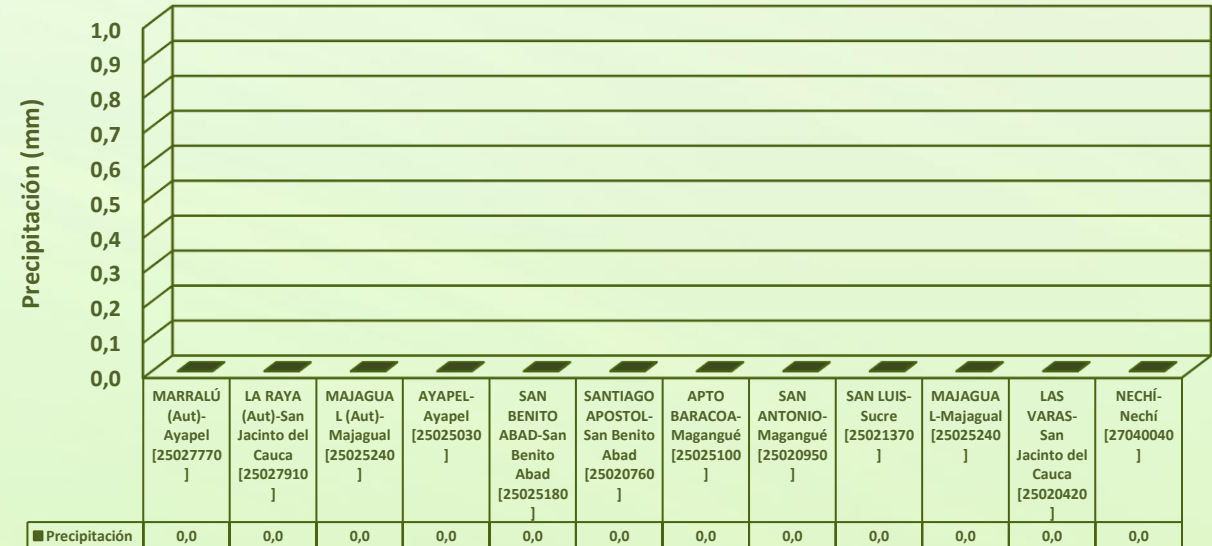 Precipitación (mm)
1,0
0,9
0,8
0,7
0,6
0,5
0,4
0,3
0,2
0,1
0,0
MARRALÚ
(Aut)-
Ayapel
[25027770
]
LA RAYA
(Aut)-San
Jacinto del
Cauca
[25027910
]
MAJAGUA
L (Aut)-
Majagual
[25025240
]
AYAPEL-
Ayapel
[25025030
]
SAN
BENITO
ABAD-San
Benito
Abad
[25025180
]
SANTIAGO
APOSTOL-
San Benito
Abad
[25020760
]
APTO
BARACOA-
Magangué
[25025100
]
SAN
ANTONIO-
Magangué
[25020950
]
SAN LUIS-
Sucre
[25021370
]
MAJAGUA
L-Majagual
[25025240
]
LAS
VARAS-
San
Jacinto del
Cauca
[25020420
]
NECHÍ-
Nechí
[27040040
]
Precipitación 0,0 0,0 0,0 0,0 0,0 0,0 0,0 0,0 0,0 0,0 0,0 0,0